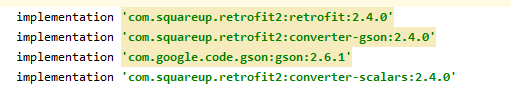 implementation 'com.squareup.retrofit2:retrofit:2.4.0'
implementation 'com.squareup.retrofit2:converter-gson:2.4.0'
implementation 'com.google.code.gson:gson:2.6.1'
implementation 'com.squareup.retrofit2:converter-scalars:2.4.0'